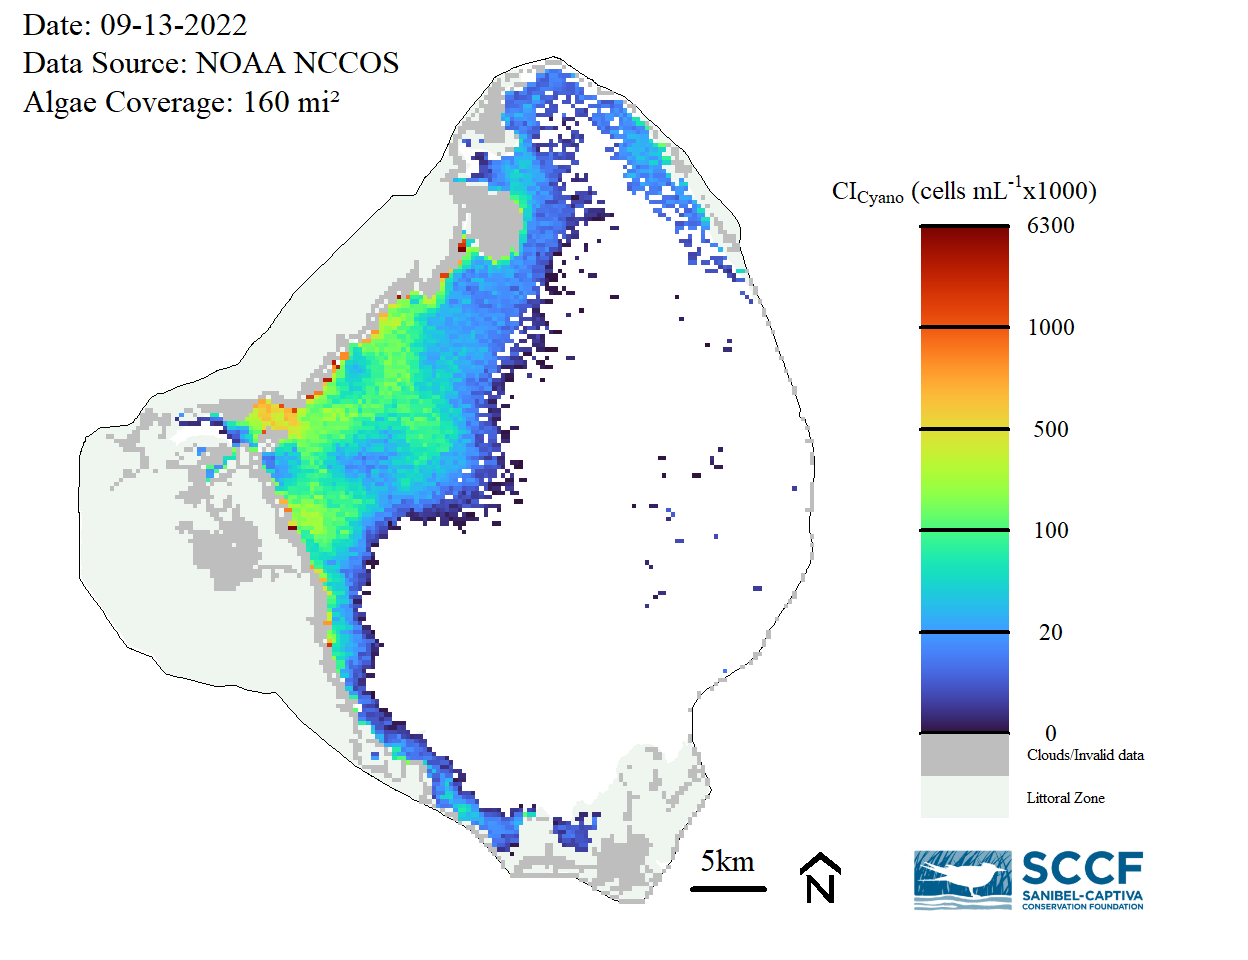 Date: 09-13-2022
Data Source: NOAA NCCOS
Algae Coverage: 160 mi²
CI_Cyano (cells mL⁻¹x1000)
6300
1000
500
100
20
0
Clouds/Invalid data
Littoral Zone
5km
N
SCCF
SANIBEL-CAPTIVA
CONSERVATION FOUNDATION